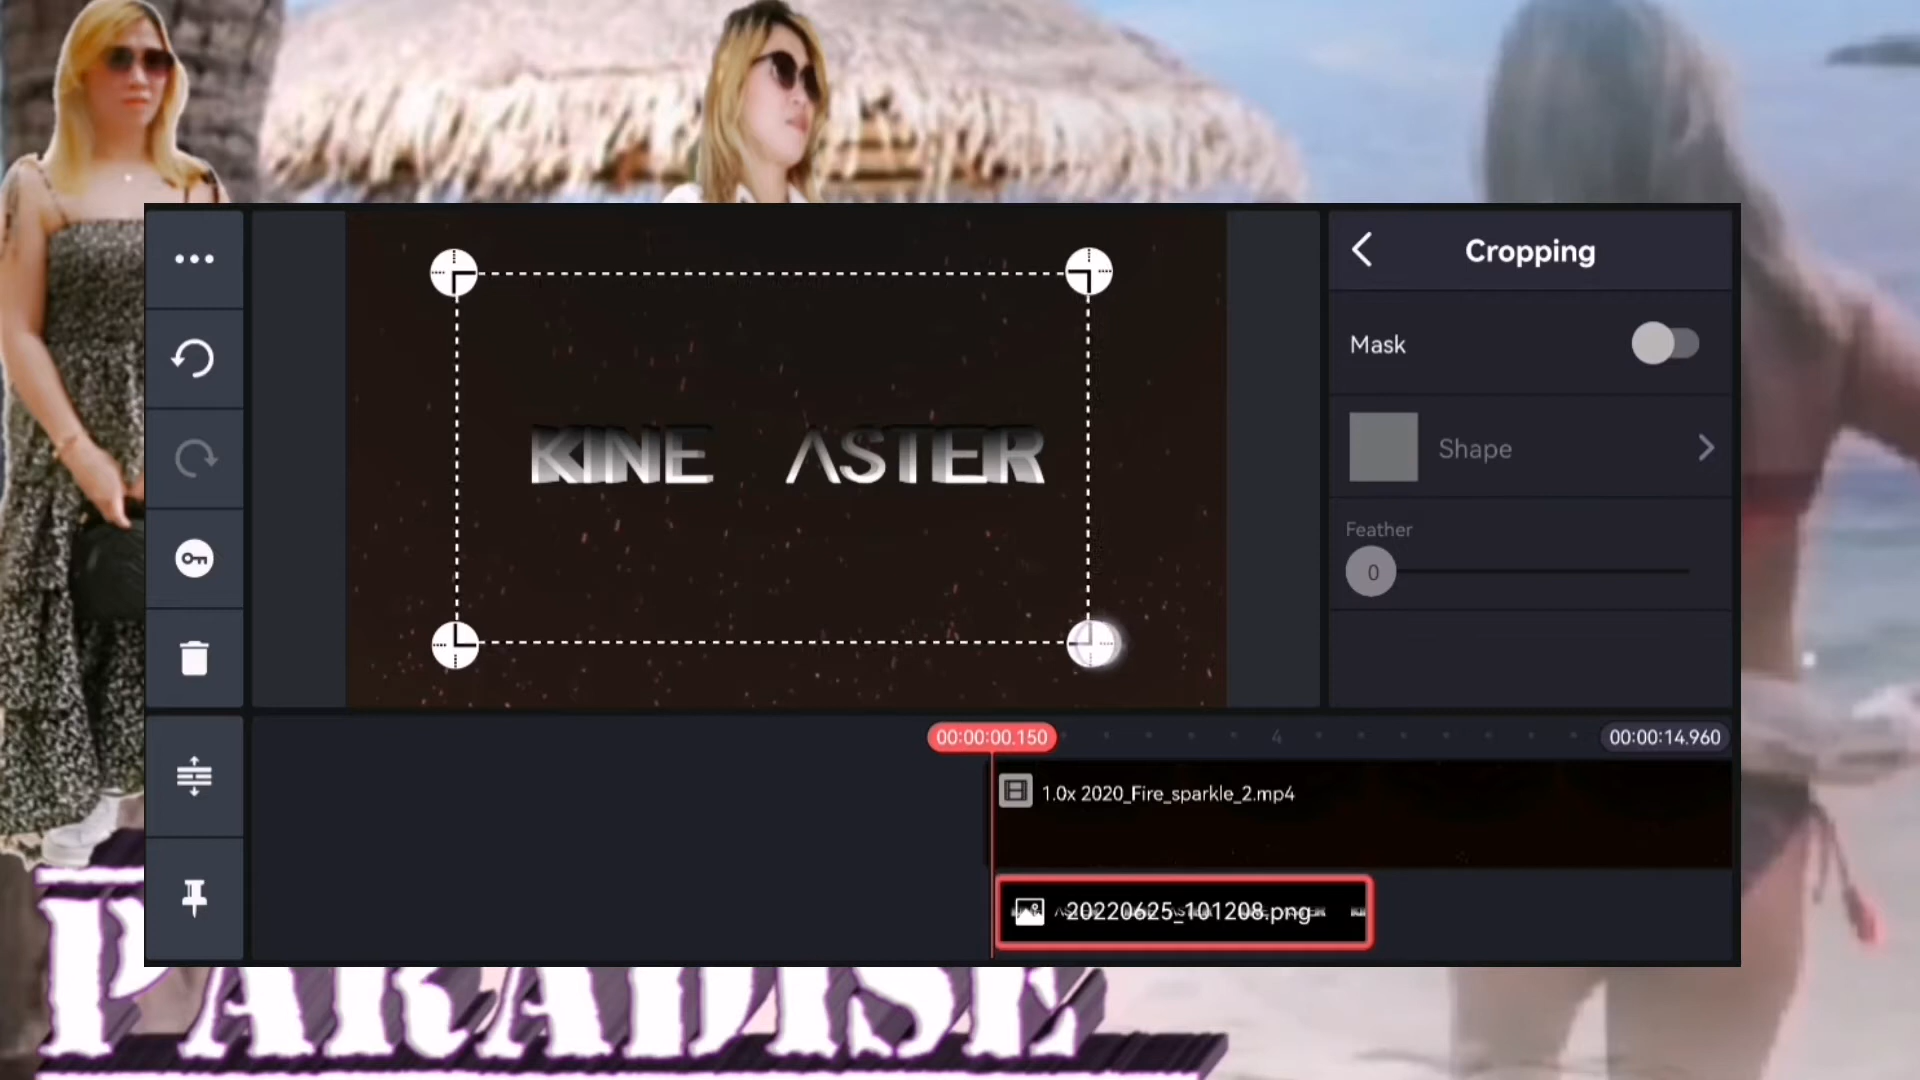 Cropping
Mask
KINE ASTER
Shape
Feather
0
00:00:00.150
4
00:00:14.960
1.0x 2020_Fire_sparkle_2.mp4
20220625_101208.png
PARADISE